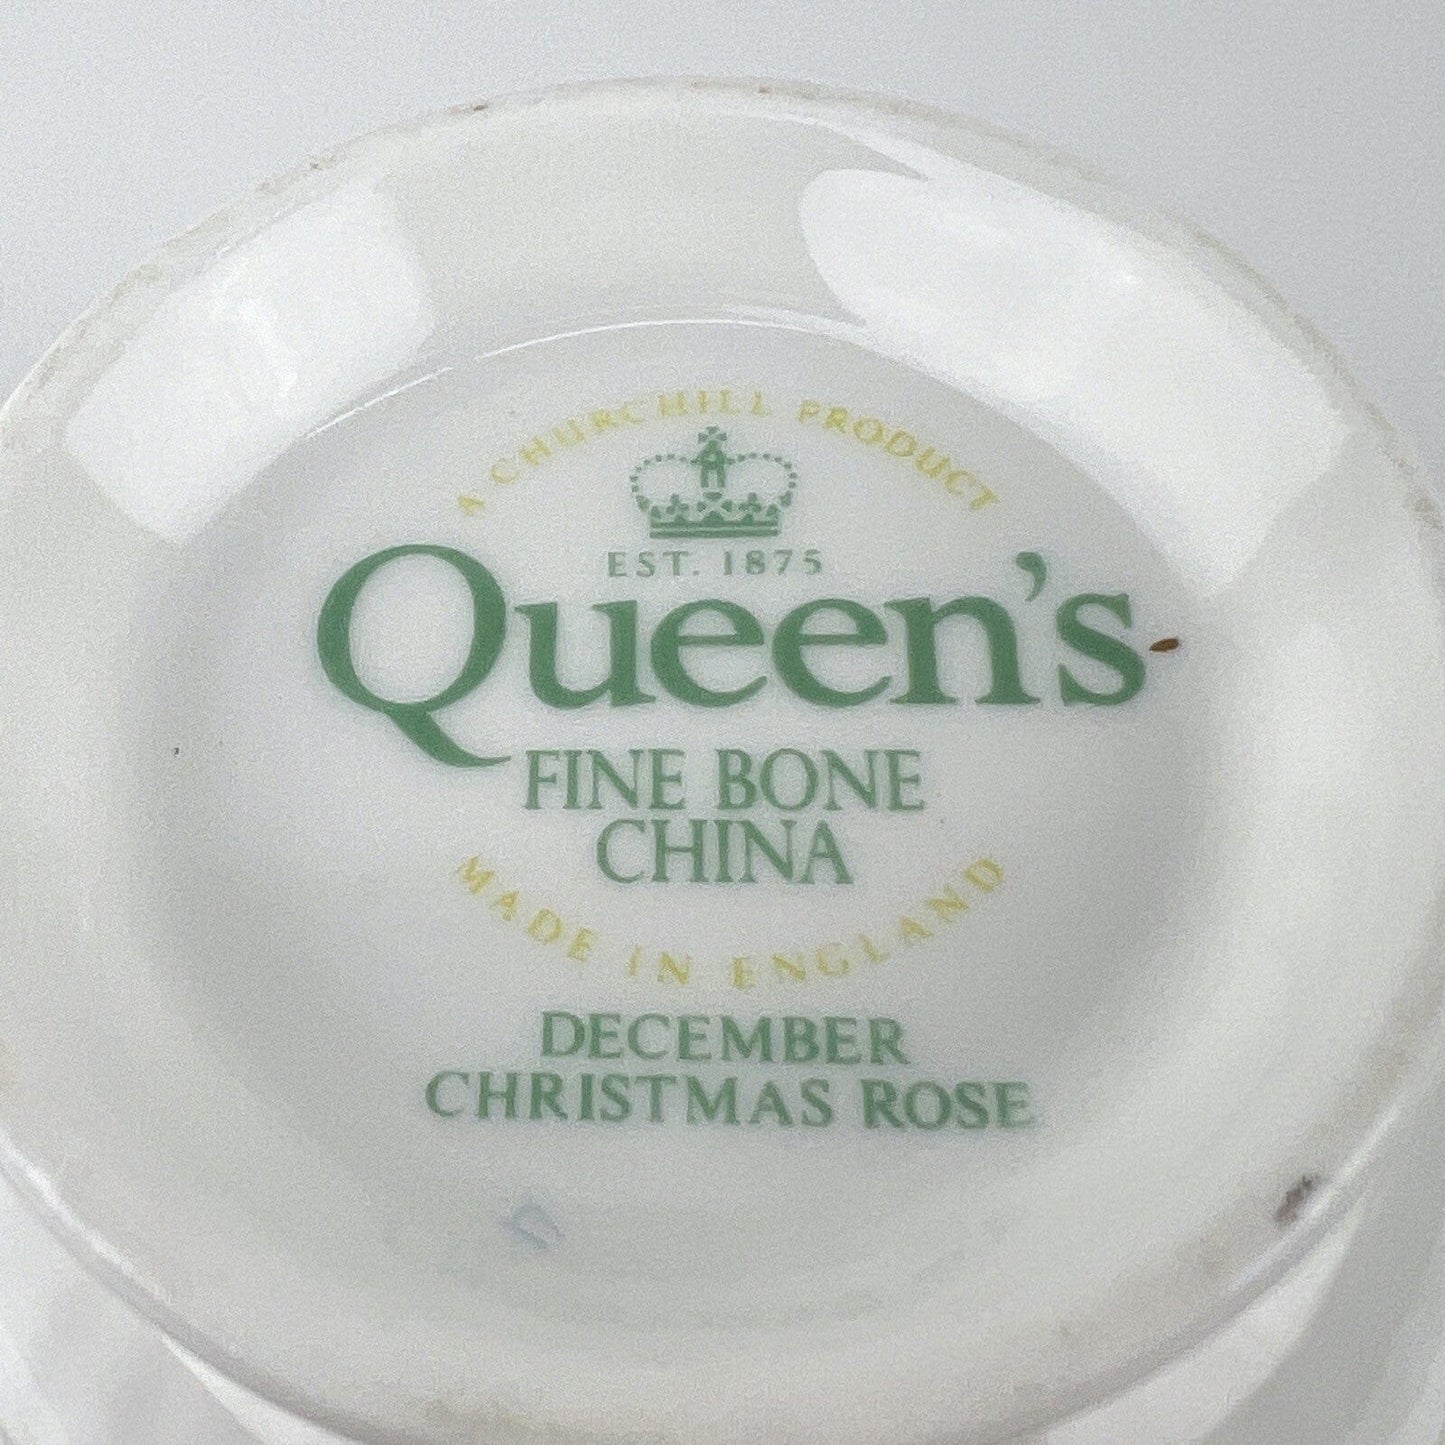 A CHURCHILL PRODUCT
EST. 1875
Queen's
FINE BONE
CHINA
MADE IN ENGLAND
DECEMBER
CHRISTMAS ROSE